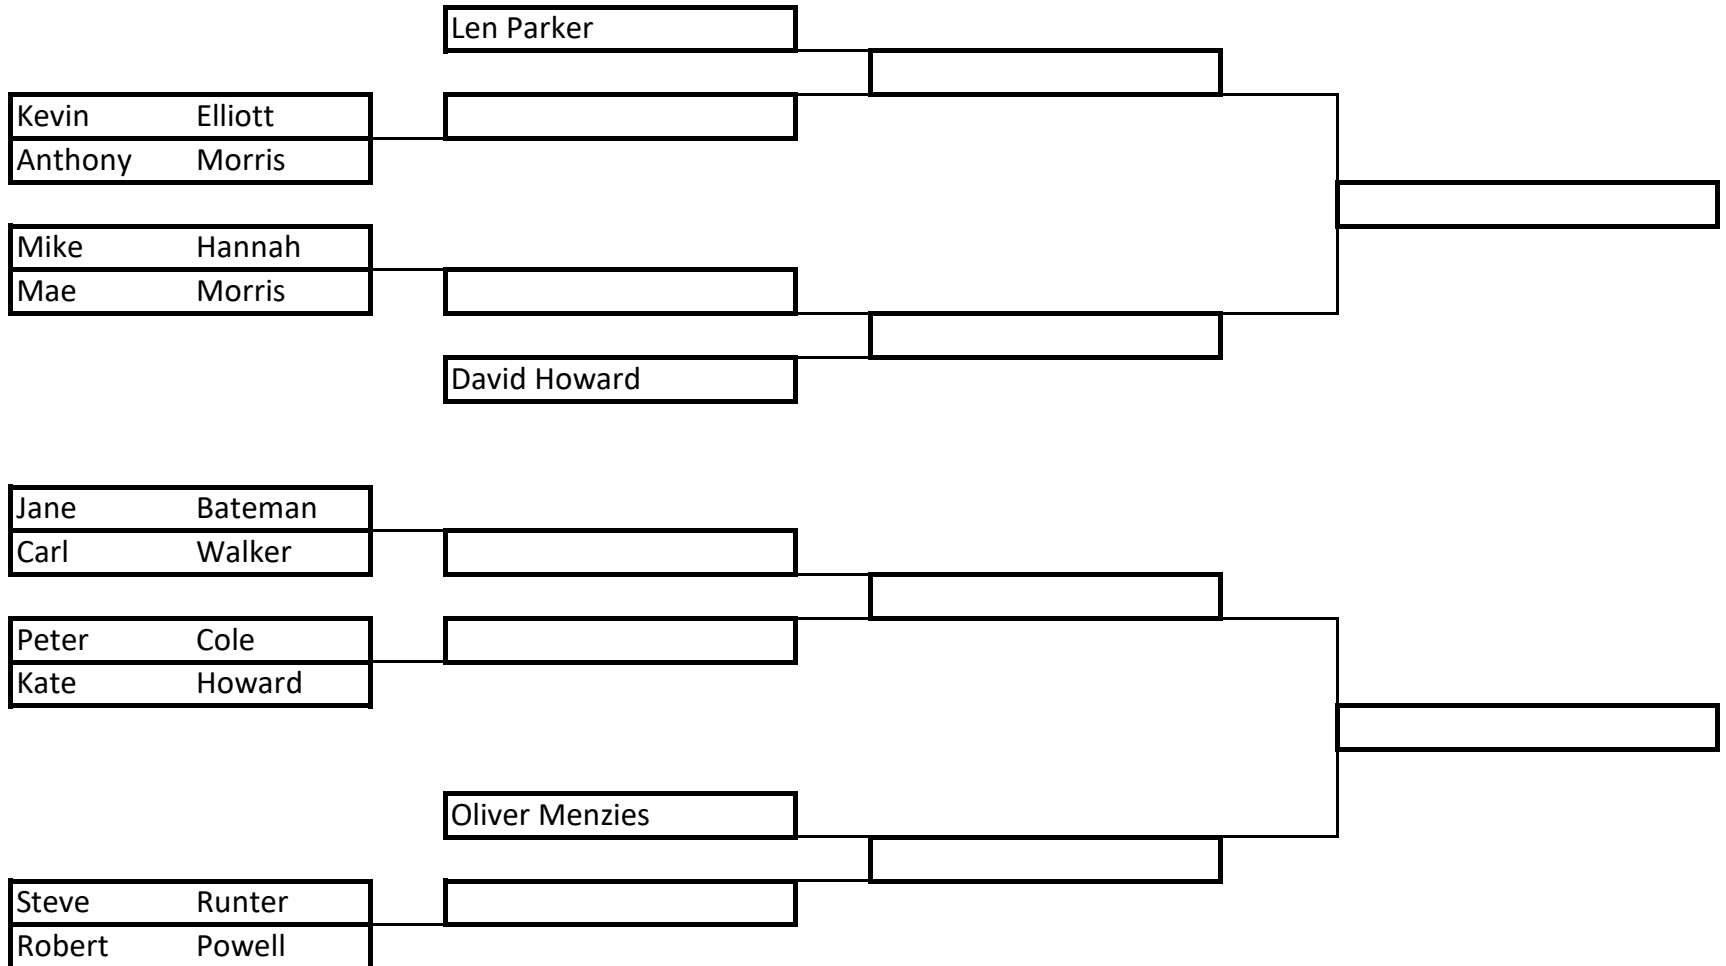 Len Parker
Kevin Elliott
Anthony Morris
Mike Hannah
Mae Morris
David Howard
Jane Bateman
Carl Walker
Peter Cole
Kate Howard
Oliver Menzies
Steve Runter
Robert Powell